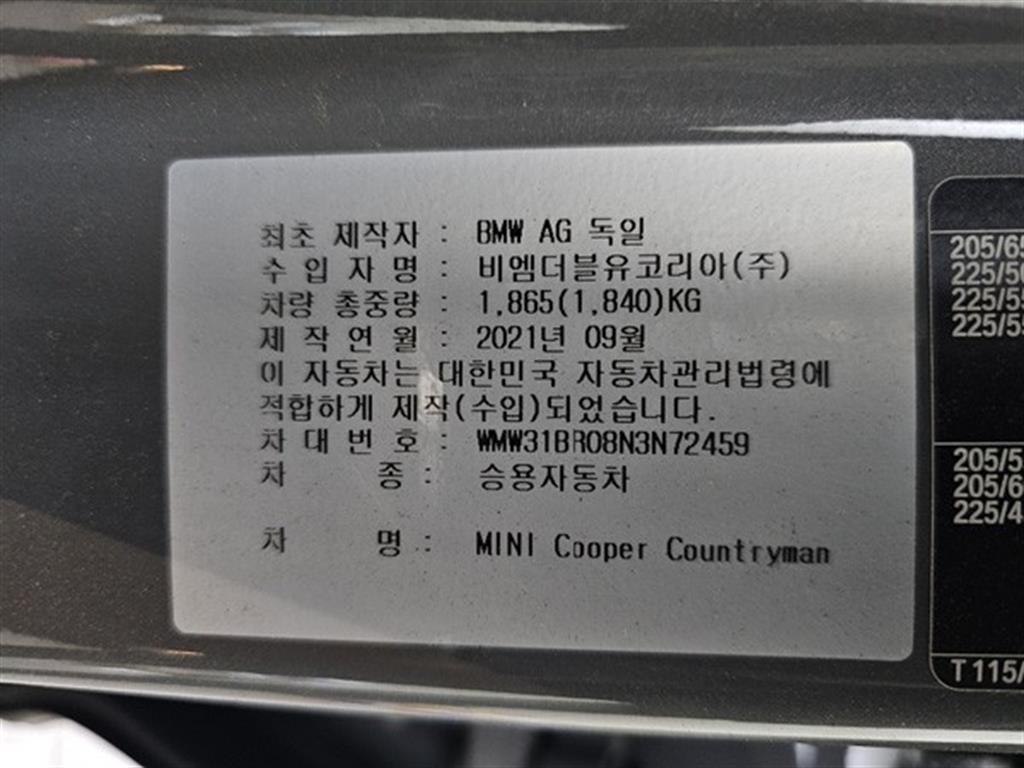 최초 제작자 : BMW AG 독일
수 입 자 명 : 비엠더블유코리아(주)
차량 총중량 : 1,865(1,840)KG
제 작 연 월 : 2021년 09월
이 자동차는 대한민국 자동차관리법령에
적합하게 제작(수입)되었습니다.
차 대 번 호 : WMW31BR08N3N72459
차 종 : 승용자동차
차 명 : MINI Cooper Countryman
205/65
225/50
225/55
225/55
205/5
205/6
225/4
T 115/